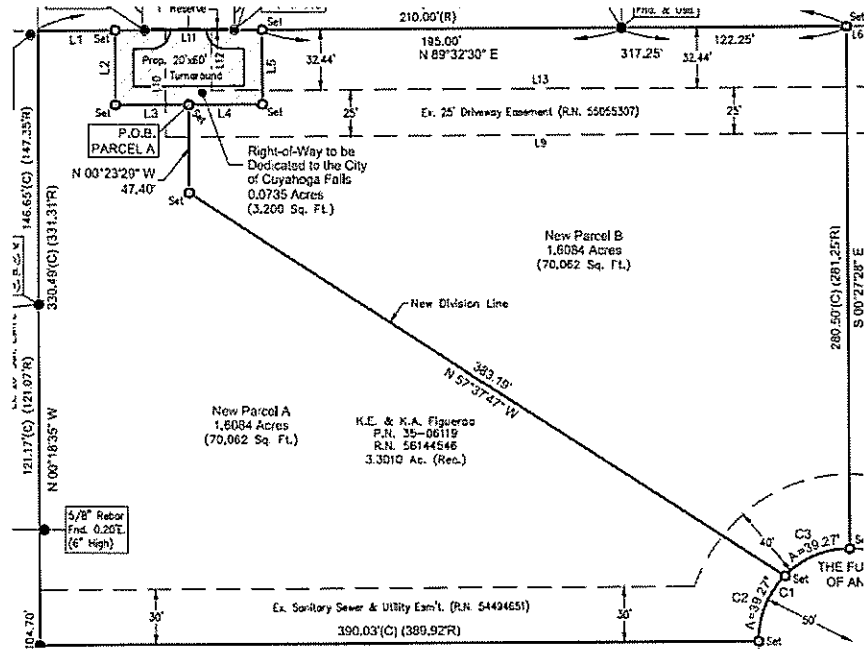 Reserve
210.00'(R)
Fnd. & Usd.
L1
Set
L11
Set
L6
195.00'
N 89°32'30" E
317.25'
122.25'
L2
Prop. 20'x60'
Turnaround
L10
L12
L5
32.44'
32.44'
L13
Set
L3
Set
L4
Set
25'
Ex. 25' Driveway Easement (R.N. 55055307)
25'
L9
P.O.B.
PARCEL A
Right-of-Way to be
Dedicated to the City
of Cuyahoga Falls
0.0735 Acres
(3,200 Sq. Ft.)
N 00°23'29" W
47.40'
Set
146.65'(C) (147.35'R)
330.49'(C) (331.31'R)
New Parcel B
1.6084 Acres
(70,062 Sq. Ft.)
280.50'(C) (281.25'R)
S 00°27'28" E
New Division Line
383.19'
N 57°37'47" W
121.17'(C) (121.07'R)
N 00°18'35" W
New Parcel A
1.6084 Acres
(70,062 Sq. Ft.)
K.E. & K.A. Figueroa
P.N. 35-06119
R.N. 56144546
3.3010 Ac. (Rec.)
5/8" Rebar
Fnd. 0.20'E.
(6" High)
40'
C3
A=39.27'
THE FU
OF AN
Set
C1
C2
A=39.27'
50'
Ex. Sanitary Sewer & Utility Esm't. (R.N. 54494651)
30'
30'
390.03'(C) (389.92'R)
104.70'
Set